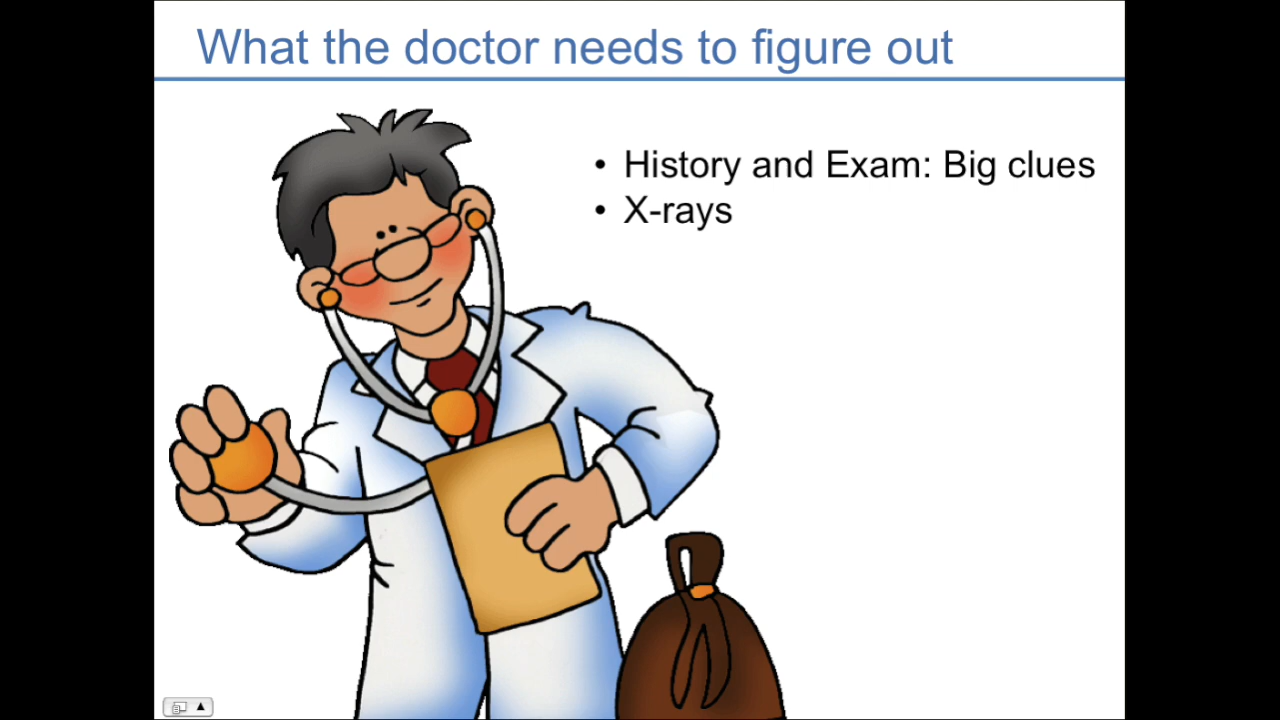 What the doctor needs to figure out
• History and Exam: Big clues
• X-rays